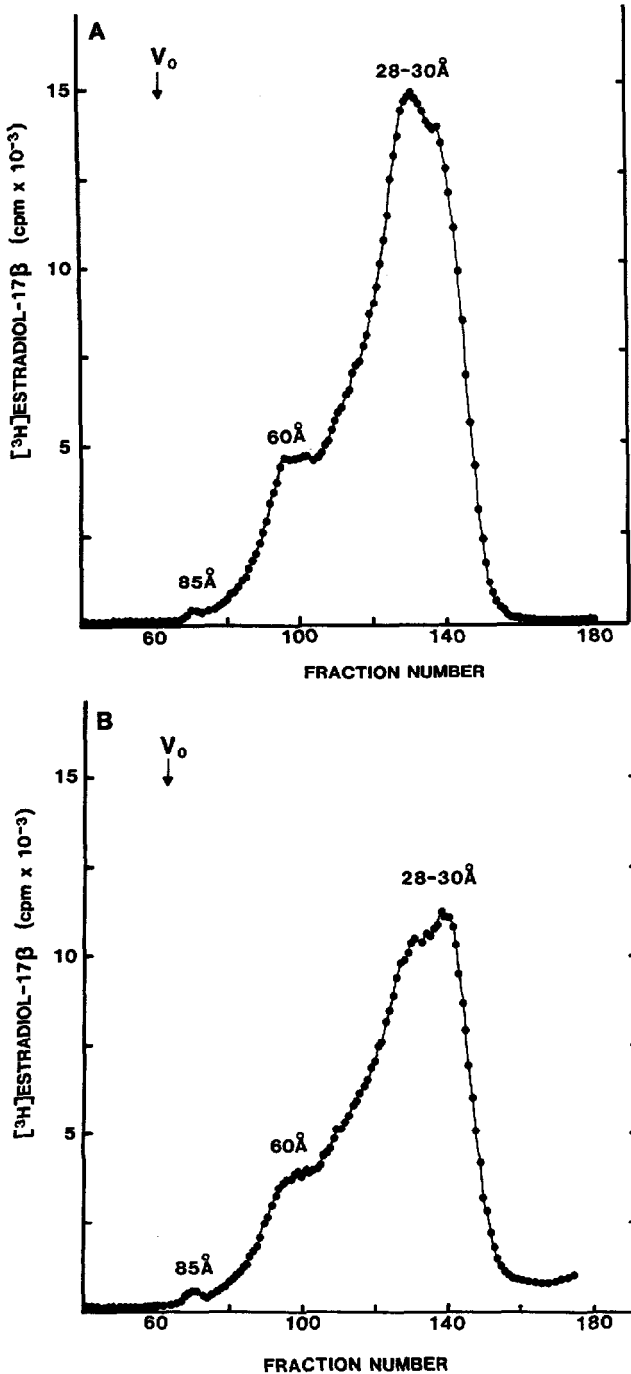 A
V₀
28-30Å
15
10
5
60Å
85Å
[³H]ESTRADIOL-17β (cpm x 10⁻³)
60
100
140
180
FRACTION NUMBER
B
V₀
28-30Å
15
10
5
60Å
85Å
[³H]ESTRADIOL-17β (cpm x 10⁻³)
60
100
140
180
FRACTION NUMBER